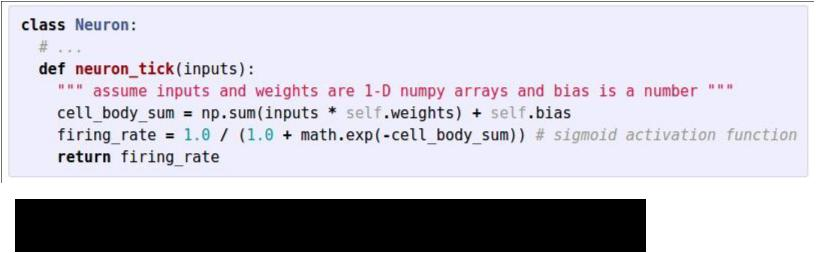 class Neuron:
# ...
def neuron_tick(inputs):
""" assume inputs and weights are 1-D numpy arrays and bias is a number """
cell_body_sum = np.sum(inputs * self.weights) + self.bias
firing_rate = 1.0 / (1.0 + math.exp(-cell_body_sum)) # sigmoid activation function
return firing_rate